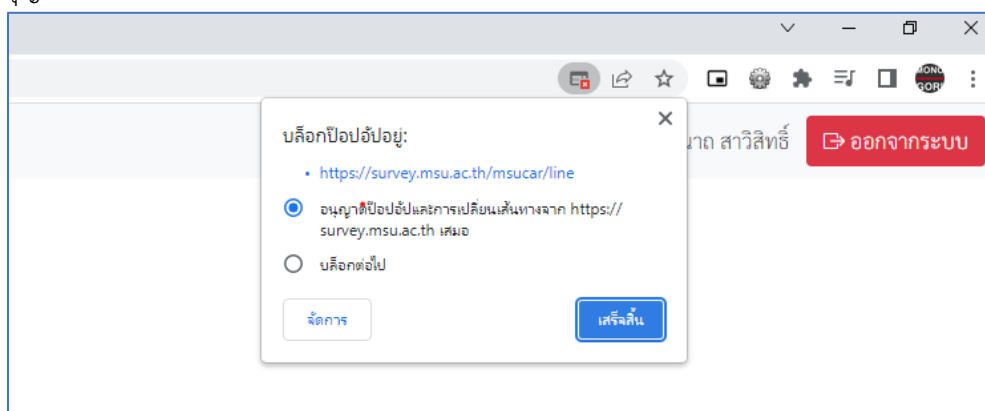 บล็อกป๊อปอัปอยู่:
สาวิสิทธิ์
ออกจากระบบ
• https://survey.msu.ac.th/msucar/line
อนุญาตป๊อปอัปและการเปลี่ยนเส้นทางจาก https://
survey.msu.ac.th เสมอ
บล็อกต่อไป
จัดการ
เสร็จสิ้น